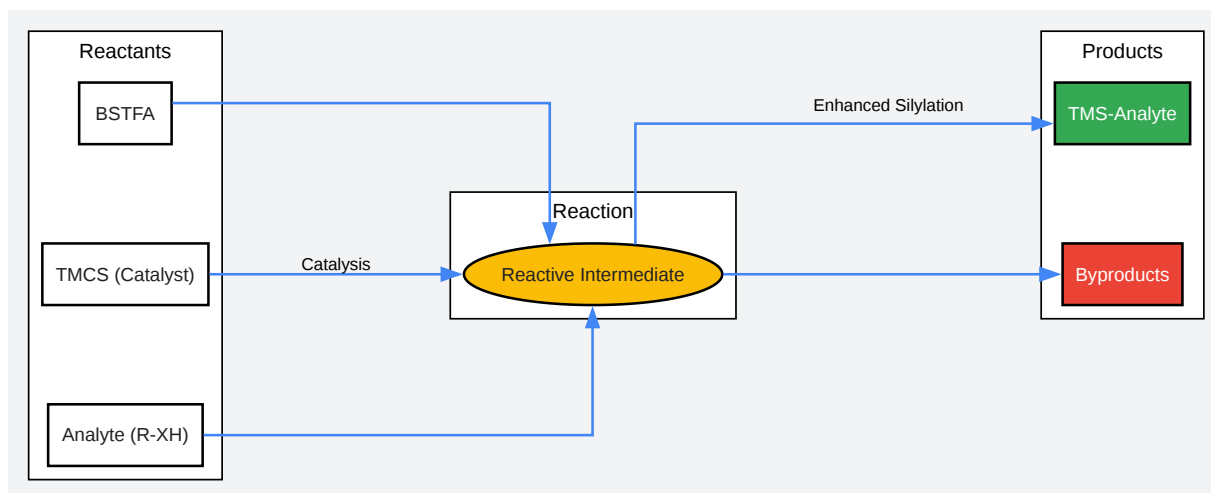 Reactants
BSTFA
TMCS (Catalyst)
Analyte (R-XH)
Catalysis
Reaction
Reactive Intermediate
Enhanced Silylation
Products
TMS-Analyte
Byproducts